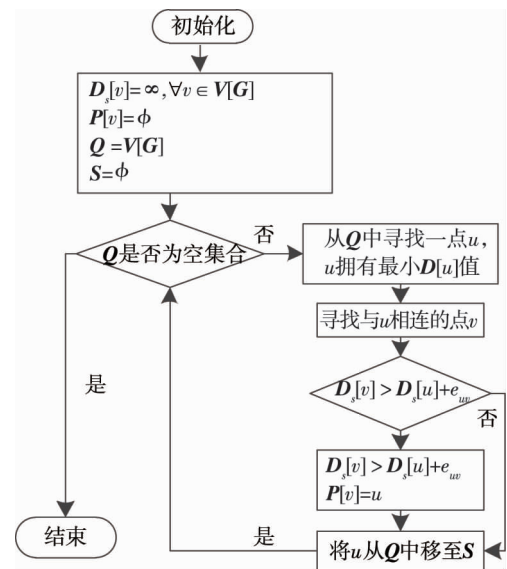 初始化
D_s[v]=∞,∀v∈V[G]
P[v]=ϕ
Q=V[G]
S=ϕ
Q是否为空集合
否
从Q中寻找一点u,
u拥有最小D[u]值
寻找与u相连的点v
D_s[v]>D_s[u]+e_uv
否
D_s[v]>D_s[u]+e_uv
P[v]=u
是
将u从Q中移至S
是
结束